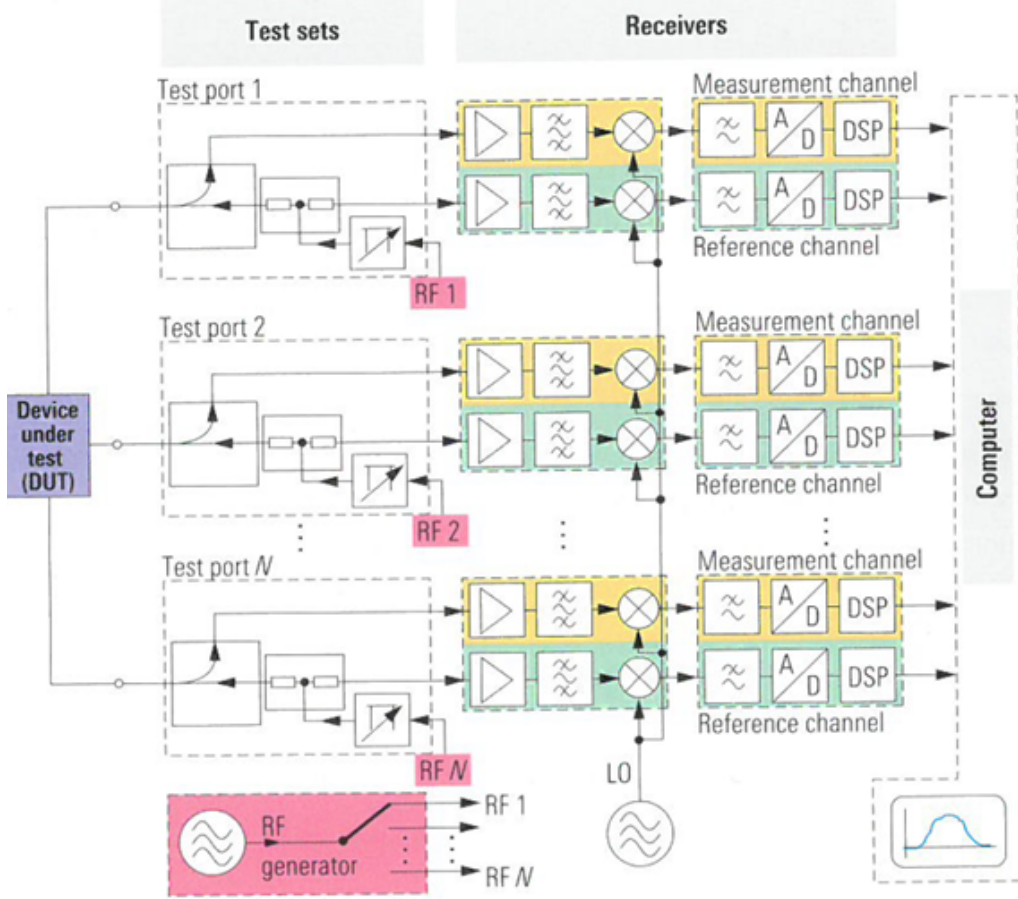 Test sets
Receivers
Test port 1
Measurement channel
A
D
DSP
A
D
DSP
Reference channel
RF 1
Test port 2
Measurement channel
A
D
DSP
A
D
DSP
Reference channel
RF 2
Device
under
test
(DUT)
Computer
Test port N
Measurement channel
A
D
DSP
A
D
DSP
Reference channel
RF N
LO
RF
generator
RF 1
RF N